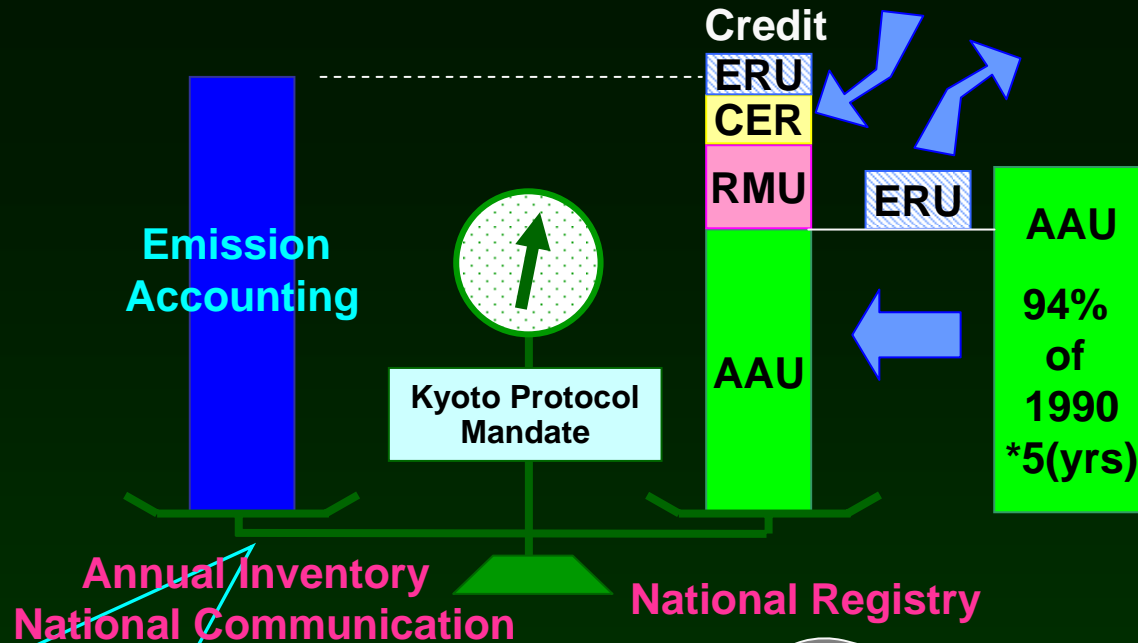 Credit
ERU
CER
RMU
AAU
ERU
AAU
94%
of
1990
*5(yrs)
Emission
Accounting
Kyoto Protocol
Mandate
Annual Inventory
National Communication
National Registry